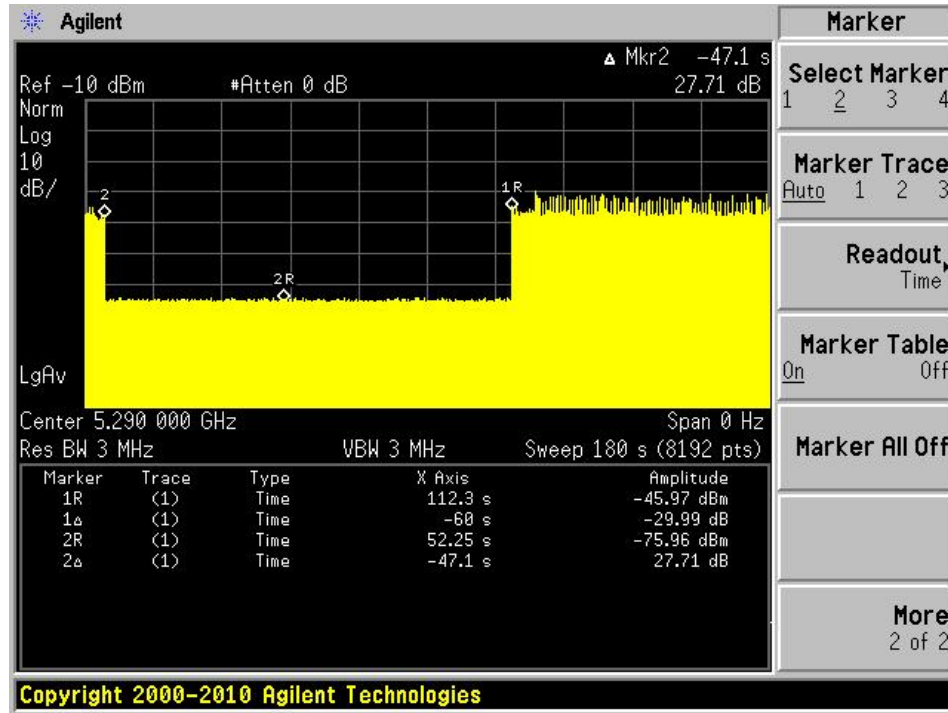 Agilent
Marker
Δ Mkr2 -47.1 s
Ref -10 dBm #Atten 0 dB 27.71 dB
Norm
Log
10
dB/
2
1R
2R
LgAv
Center 5.290 000 GHz Span 0 Hz
Res BW 3 MHz VBW 3 MHz Sweep 180 s (8192 pts)
Marker Trace Type X Axis Amplitude
1R (1) Time 112.3 s -45.97 dBm
1Δ (1) Time -60 s -29.99 dB
2R (1) Time 52.25 s -75.96 dBm
2Δ (1) Time -47.1 s 27.71 dB
Select Marker
1 2 3 4
Marker Trace
Auto 1 2 3
Readout
Time
Marker Table
On Off
Marker All Off
More
2 of 2
Copyright 2000-2010 Agilent Technologies